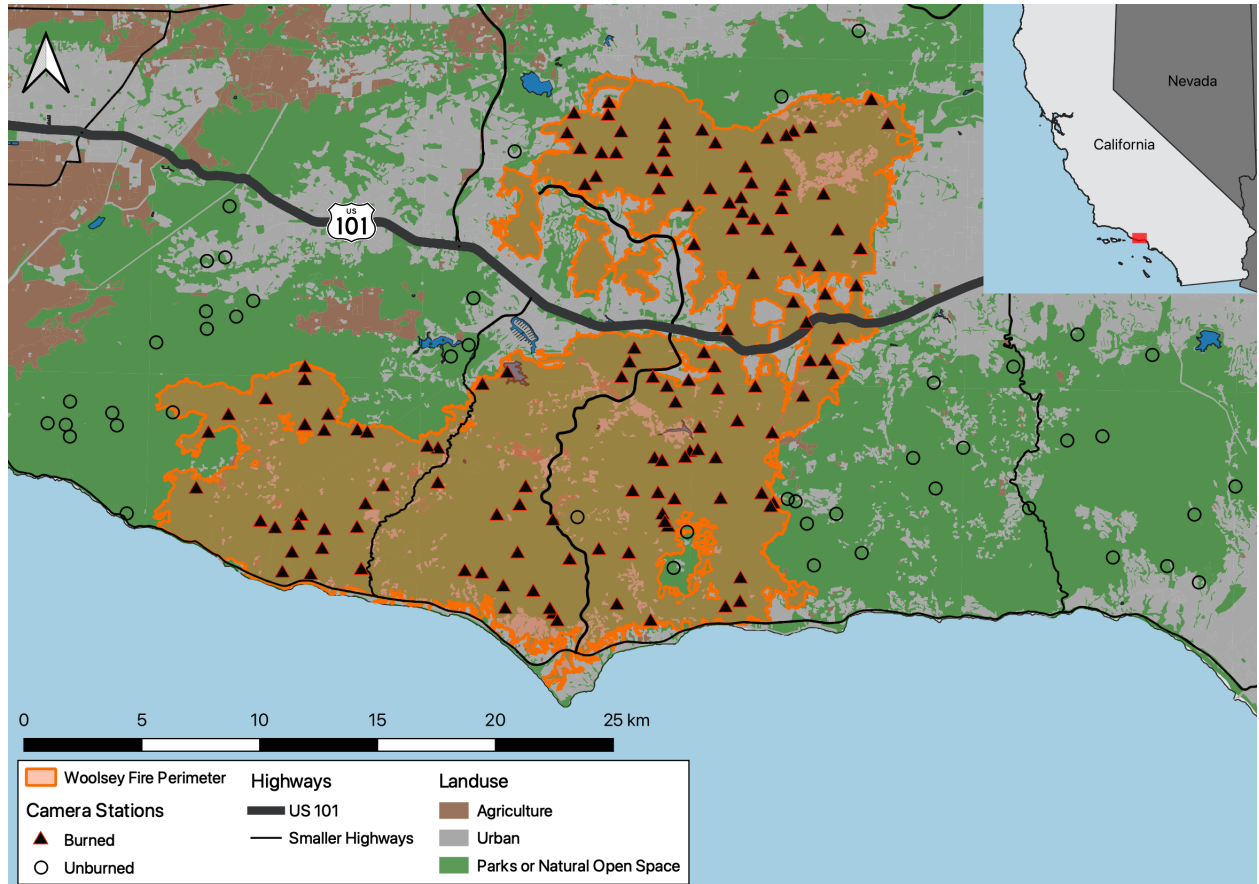 Nevada
California
US
101
0 5 10 15 20 25 km
Woolsey Fire Perimeter
Camera Stations
Burned
Unburned
Highways
US 101
Smaller Highways
Landuse
Agriculture
Urban
Parks or Natural Open Space